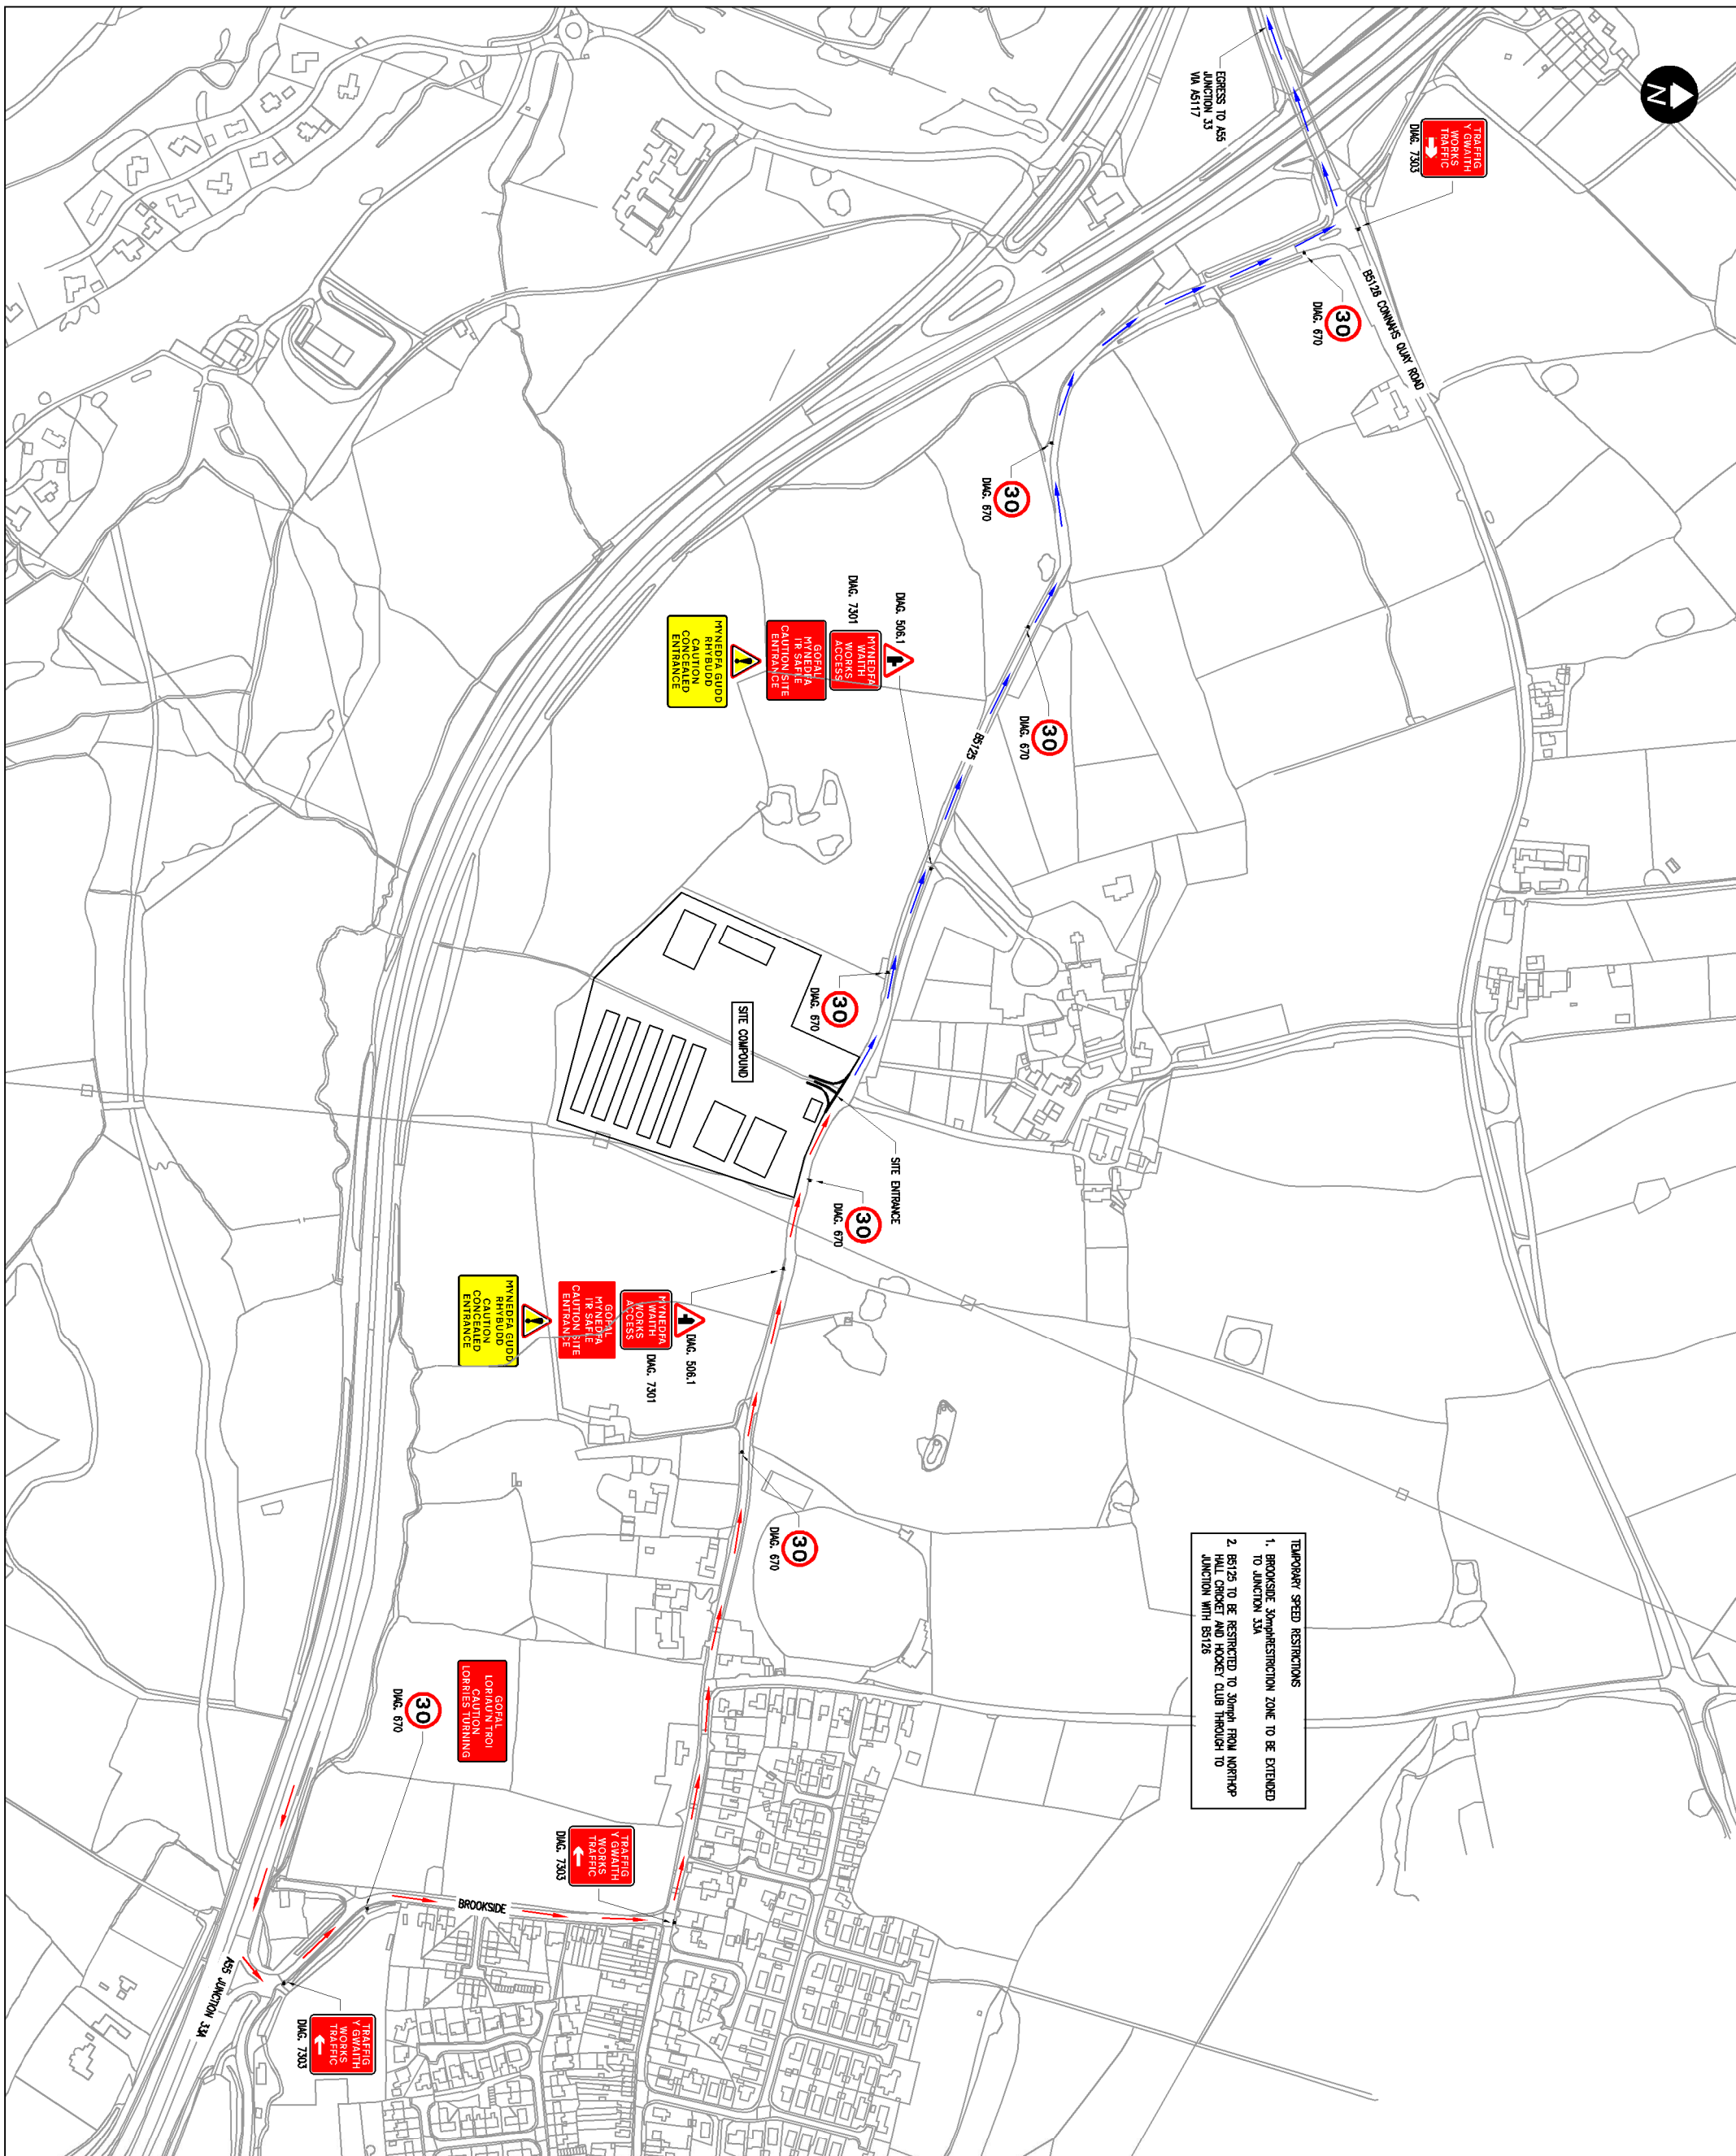 N
TRAFFIG
Y GWAITH
WORKS
TRAFFIC
DIAG. 7303
EGRESS TO A55
JUNCTION 33
VIA A5117
B5126 CONNAHS QUAY ROAD
30
DIAG. 670
30
DIAG. 670
30
DIAG. 670
B5125
DIAG. 506.1
DIAG. 7301
MYNEDFA
WAITH
WORKS
ACCESS
GOFAL
MYNEDFA
I'R SAFLE
CAUTION SITE
ENTRANCE
MYNEDFA GUDD
RHYBUDD
CAUTION
CONCEALED
ENTRANCE
30
DIAG. 670
SITE COMPOUND
SITE ENTRANCE
30
DIAG. 670
DIAG. 506.1
DIAG. 7301
MYNEDFA
WAITH
WORKS
ACCESS
GOFAL
MYNEDFA
I'R SAFLE
CAUTION SITE
ENTRANCE
MYNEDFA GUDD
RHYBUDD
CAUTION
CONCEALED
ENTRANCE
30
DIAG. 670
TEMPORARY SPEED RESTRICTIONS
1. BROOKSIDE 30mphRESTRICTION ZONE TO BE EXTENDED
TO JUNCTION 33A
2. B5125 TO BE RESTRICTED TO 30mph FROM NORTHOP
HALL CRICKET AND HOCKEY CLUB THROUGH TO
JUNCTION WITH B5126
GOFAL
LORIAU'N TROI
CAUTION
LORRIES TURNING
30
DIAG. 670
TRAFFIG
Y GWAITH
WORKS
TRAFFIC
DIAG. 7303
BROOKSIDE
A55 JUNCTION 33A
TRAFFIG
Y GWAITH
WORKS
TRAFFIC
DIAG. 7303